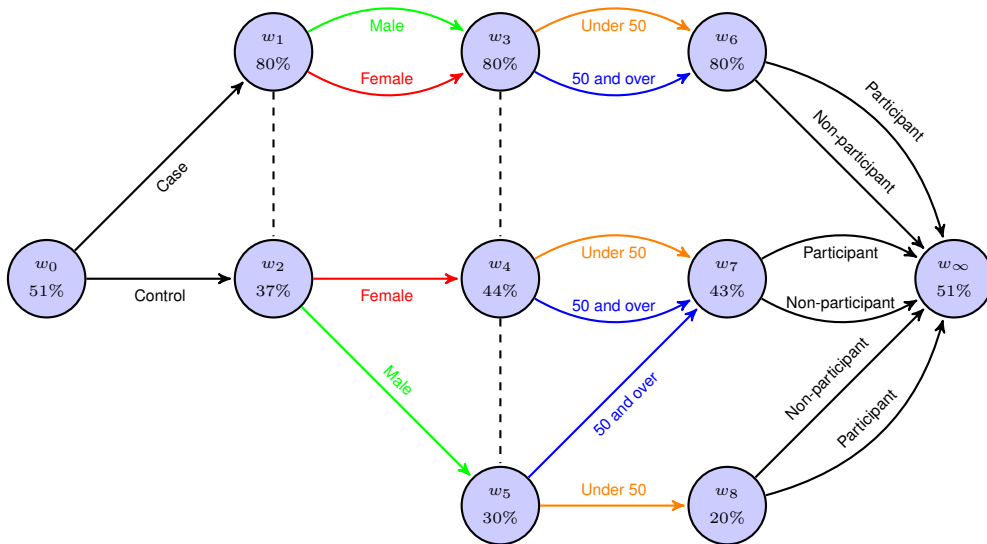 w₁
80%
Male
Female
w₃
80%
Under 50
50 and over
w₆
80%
Participant
Non-participant
Case
w₀
51%
Control
w₂
37%
Female
w₄
44%
Under 50
50 and over
w₇
43%
Participant
Non-participant
w∞
51%
Male
50 and over
Non-participant
Participant
w₅
30%
Under 50
w₈
20%